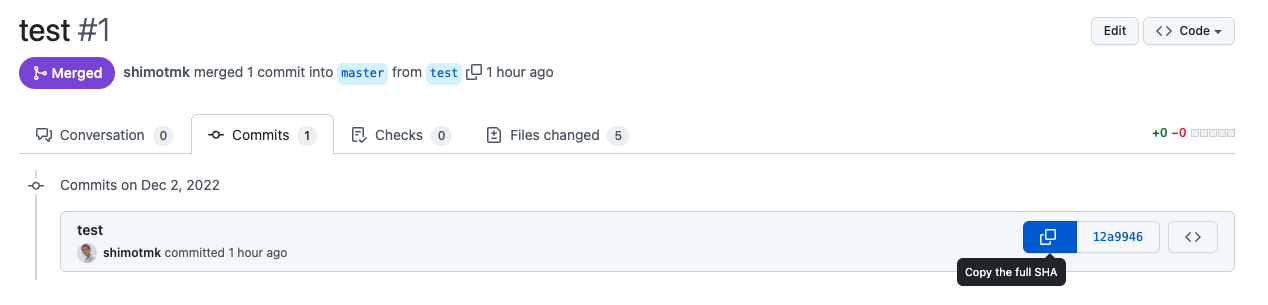 test #1
Edit
<> Code
Merged
shimotmk merged 1 commit into master from test 1 hour ago
Conversation 0
Commits 1
Checks 0
Files changed 5
+0 −0
Commits on Dec 2, 2022
test
shimotmk committed 1 hour ago
12a9946
<>
Copy the full SHA